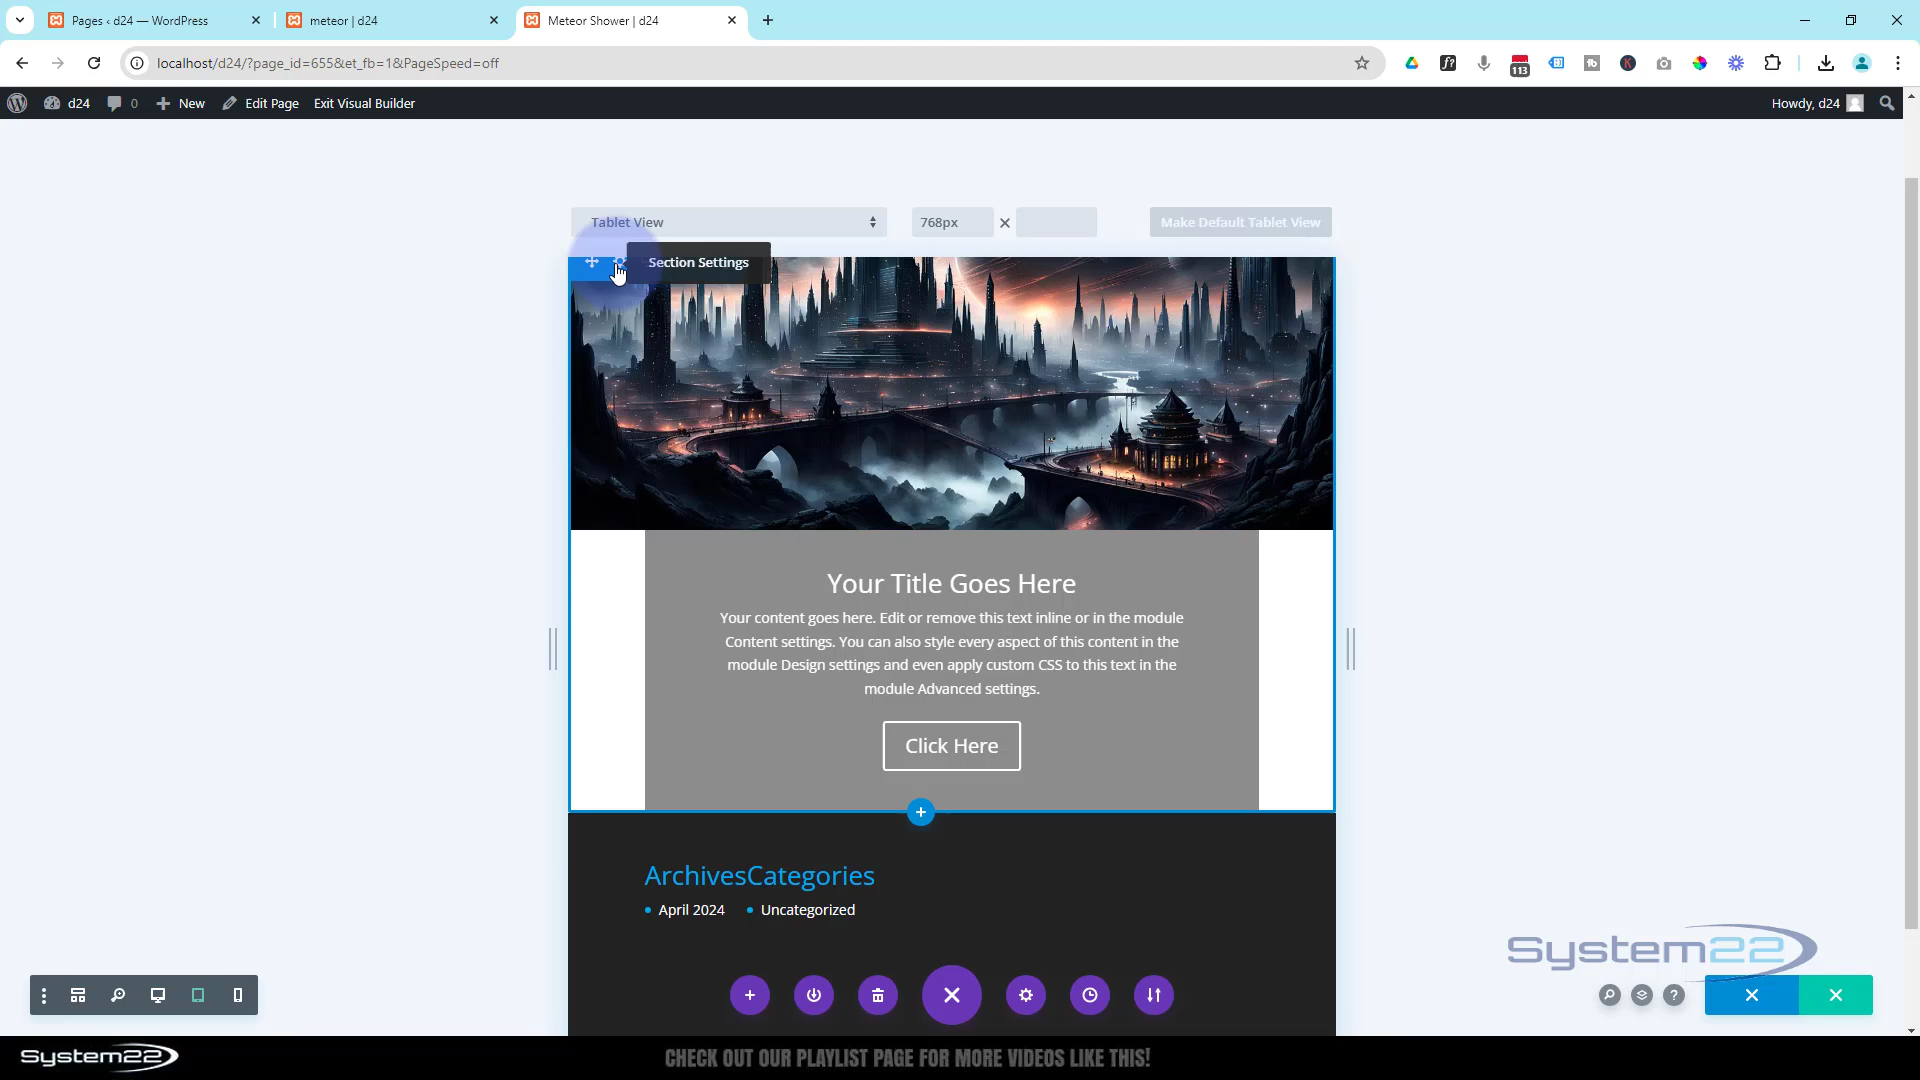 Pages ‹ d24 — WordPress
meteor | d24
Meteor Shower | d24
localhost/d24/?page_id=655&et_fb=1&PageSpeed=off
f?
113
tb
K
d24
0
New
Edit Page
Exit Visual Builder
Howdy, d24
Tablet View
768px
Make Default Tablet View
Section Settings
Your Title Goes Here
Your content goes here. Edit or remove this text inline or in the module
Content settings. You can also style every aspect of this content in the
module Design settings and even apply custom CSS to this text in the
module Advanced settings.
Click Here
ArchivesCategories
April 2024
Uncategorized
System22
?
System22
CHECK OUT OUR PLAYLIST PAGE FOR MORE VIDEOS LIKE THIS!